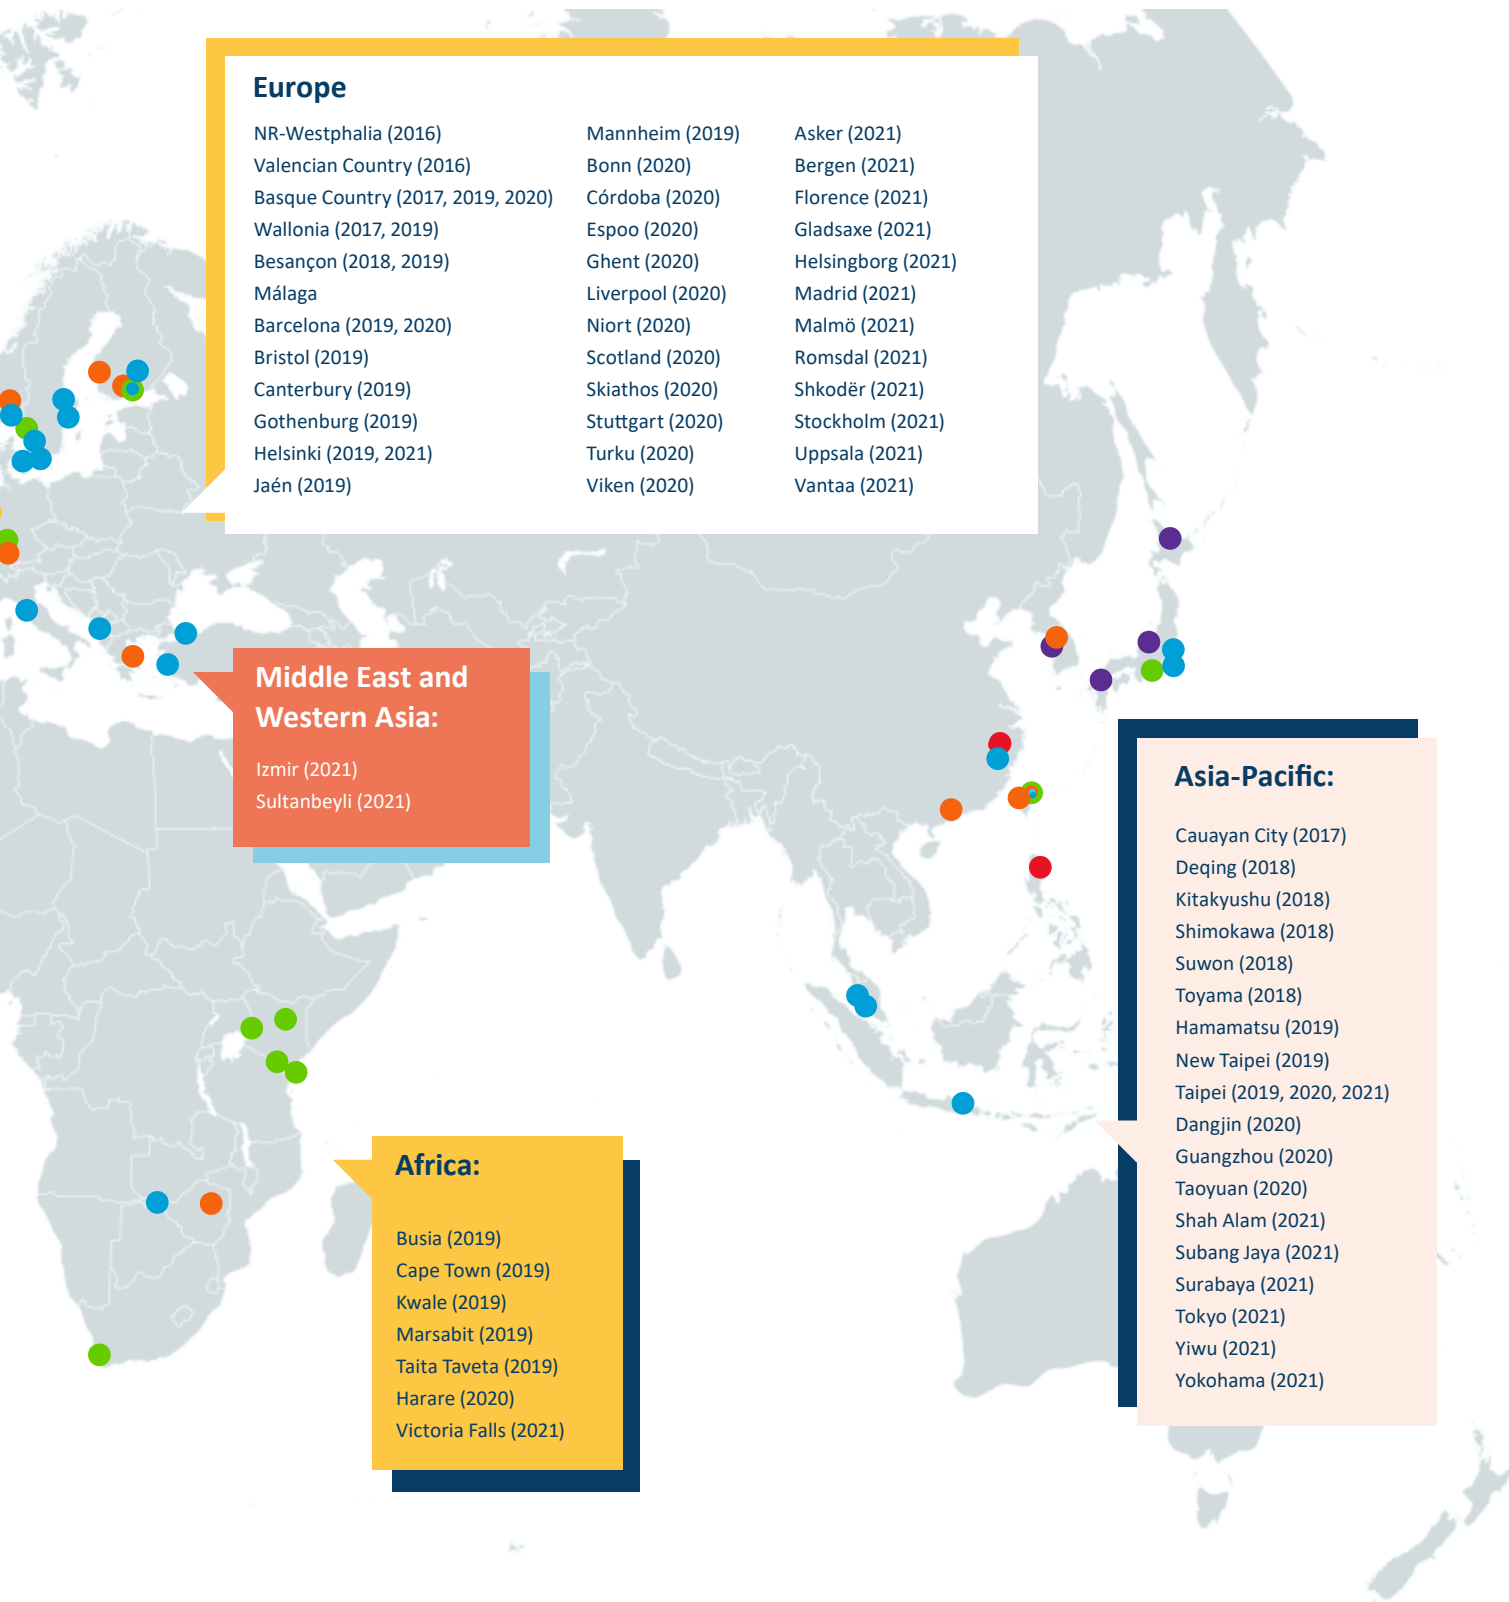 Europe
NR-Westphalia (2016)
Valencian Country (2016)
Basque Country (2017, 2019, 2020)
Wallonia (2017, 2019)
Besançon (2018, 2019)
Málaga
Barcelona (2019, 2020)
Bristol (2019)
Canterbury (2019)
Gothenburg (2019)
Helsinki (2019, 2021)
Jaén (2019)
Mannheim (2019)
Bonn (2020)
Córdoba (2020)
Espoo (2020)
Ghent (2020)
Liverpool (2020)
Niort (2020)
Scotland (2020)
Skiathos (2020)
Stuttgart (2020)
Turku (2020)
Viken (2020)
Asker (2021)
Bergen (2021)
Florence (2021)
Gladsaxe (2021)
Helsingborg (2021)
Madrid (2021)
Malmö (2021)
Romsdal (2021)
Shkodër (2021)
Stockholm (2021)
Uppsala (2021)
Vantaa (2021)
Middle East and
Western Asia:
Izmir (2021)
Sultanbeyli (2021)
Asia-Pacific:
Cauayan City (2017)
Deqing (2018)
Kitakyushu (2018)
Shimokawa (2018)
Suwon (2018)
Toyama (2018)
Hamamatsu (2019)
New Taipei (2019)
Taipei (2019, 2020, 2021)
Dangjin (2020)
Guangzhou (2020)
Taoyuan (2020)
Shah Alam (2021)
Subang Jaya (2021)
Surabaya (2021)
Tokyo (2021)
Yiwu (2021)
Yokohama (2021)
Africa:
Busia (2019)
Cape Town (2019)
Kwale (2019)
Marsabit (2019)
Taita Taveta (2019)
Harare (2020)
Victoria Falls (2021)